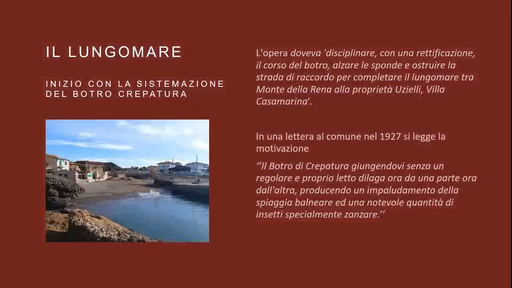 IL LUNGOMARE
INIZIO CON LA SISTEMAZIONE
DEL BOTRO CREPATURA
L'opera doveva 'disciplinare, con una rettificazione,
il corso del botro, alzare le sponde e ostruire la
strada di raccordo per completare il lungomare tra
Monte della Rena alla proprietà Uzielli, Villa
Casamarina'.
In una lettera al comune nel 1927 si legge la
motivazione
‘‘Il Botro di Crepatura giungendovi senza un
regolare e proprio letto dilaga ora da una parte ora
dall'altra, producendo un impaludamento della
spiaggia balneare ed una notevole quantità di
insetti specialmente zanzare.’’